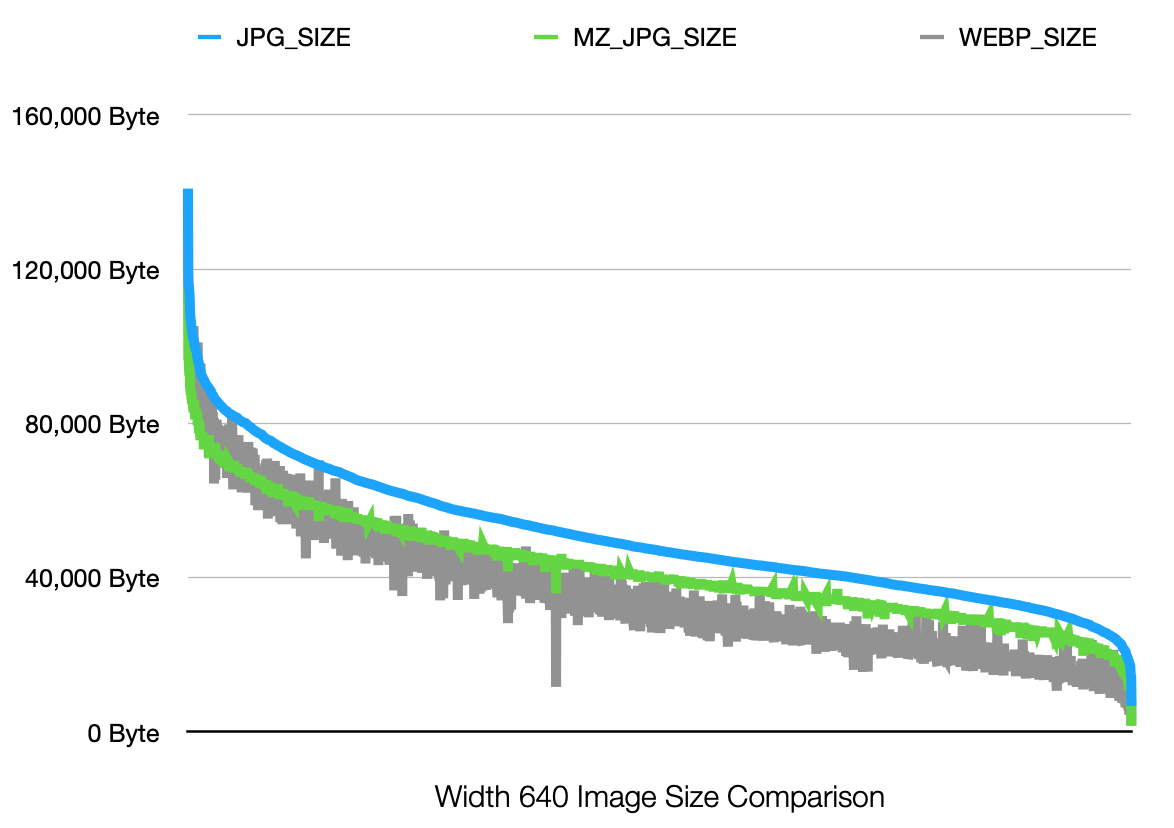 JPG_SIZE MZ_JPG_SIZE WEBP_SIZE
160,000 Byte
120,000 Byte
80,000 Byte
40,000 Byte
0 Byte
Width 640 Image Size Comparison